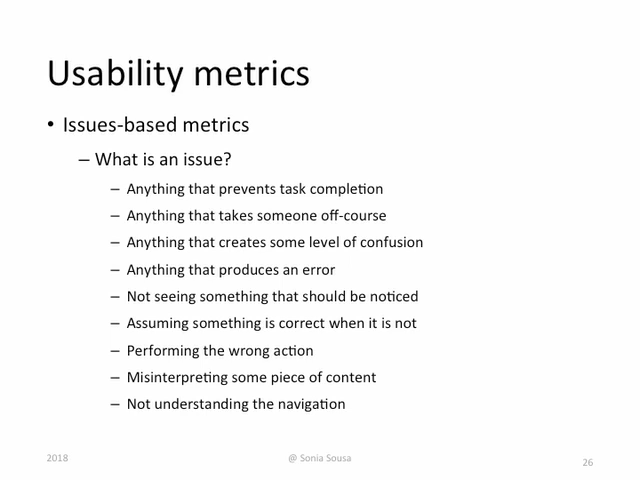 Usability metrics
• Issues-based metrics
– What is an issue?
– Anything that prevents task completion
– Anything that takes someone off-course
– Anything that creates some level of confusion
– Anything that produces an error
– Not seeing something that should be noticed
– Assuming something is correct when it is not
– Performing the wrong action
– Misinterpreting some piece of content
– Not understanding the navigation
2018
@ Sonia Sousa
26